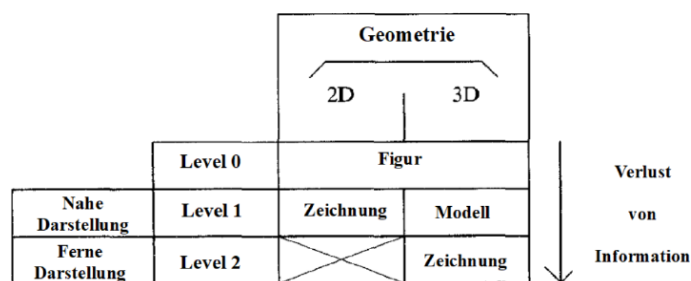 Geometrie
2D 3D
Level 0 Figur
Nahe Darstellung Level 1 Zeichnung Modell
Ferne Darstellung Level 2 Zeichnung
Verlust
von
Information